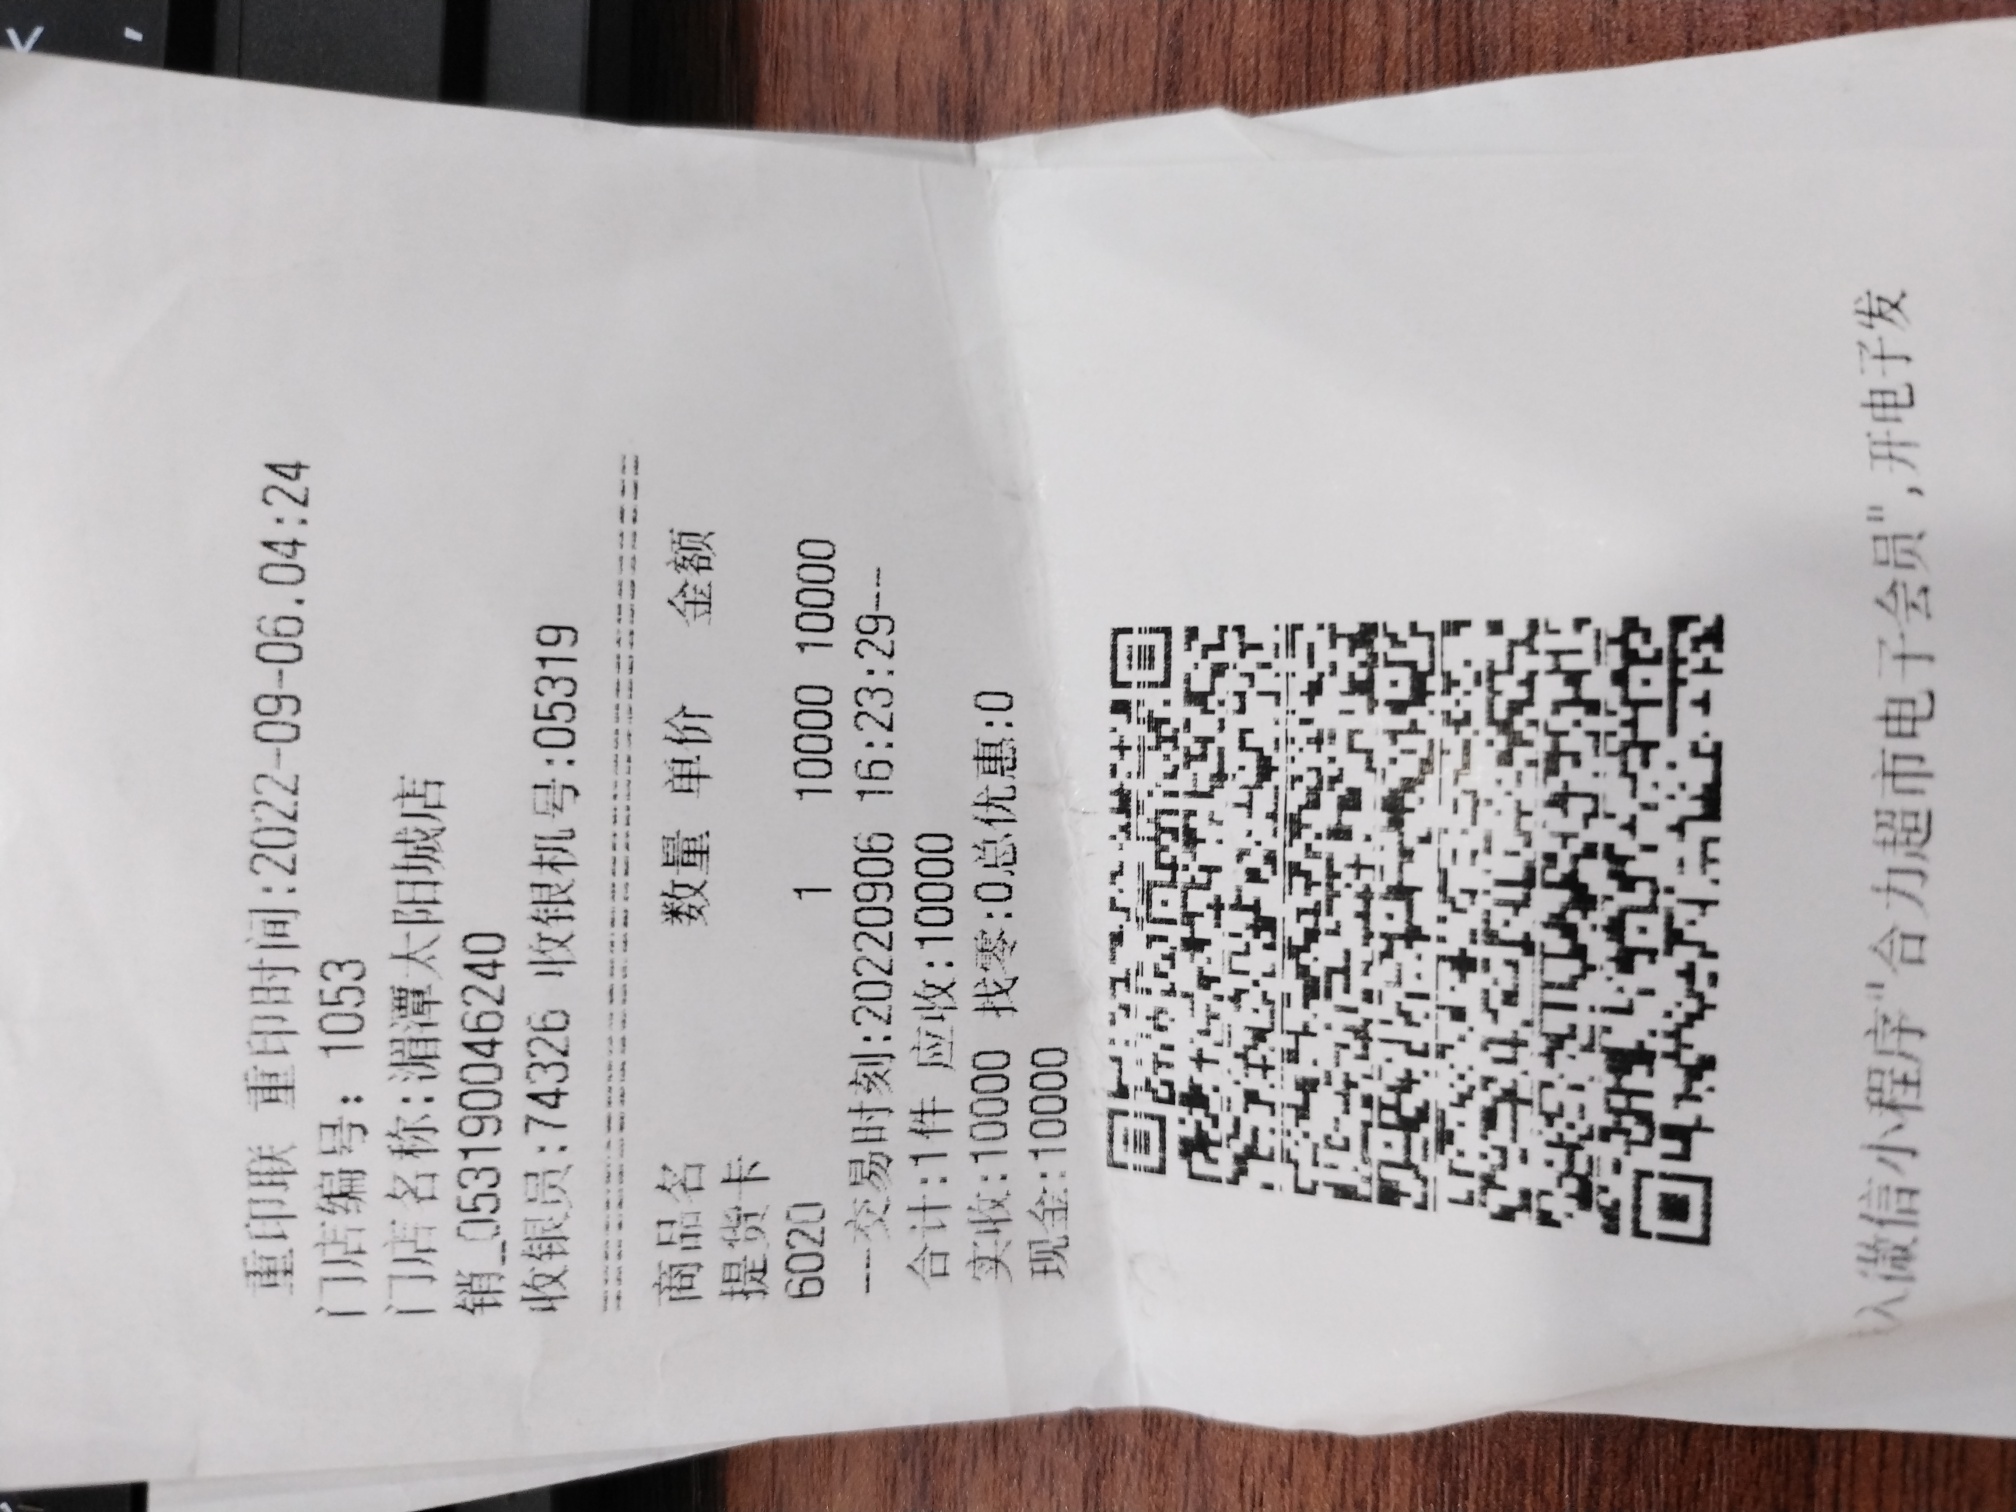 重印联 重印时间:2022-09-06.04:24
门店编号: 1053
门店名称:湄潭太阳城店
销_053190046240
收银员:74326 收银机号:05319
商品名 数量 单价 金额
提货卡
6020 1 10000 10000
---交易时刻:20220906 16:23:29--
合计:1件 应收:10000
实收:10000 找零:0总优惠:0
现金:10000
入微信小程序"合力超市电子会员",开电子发